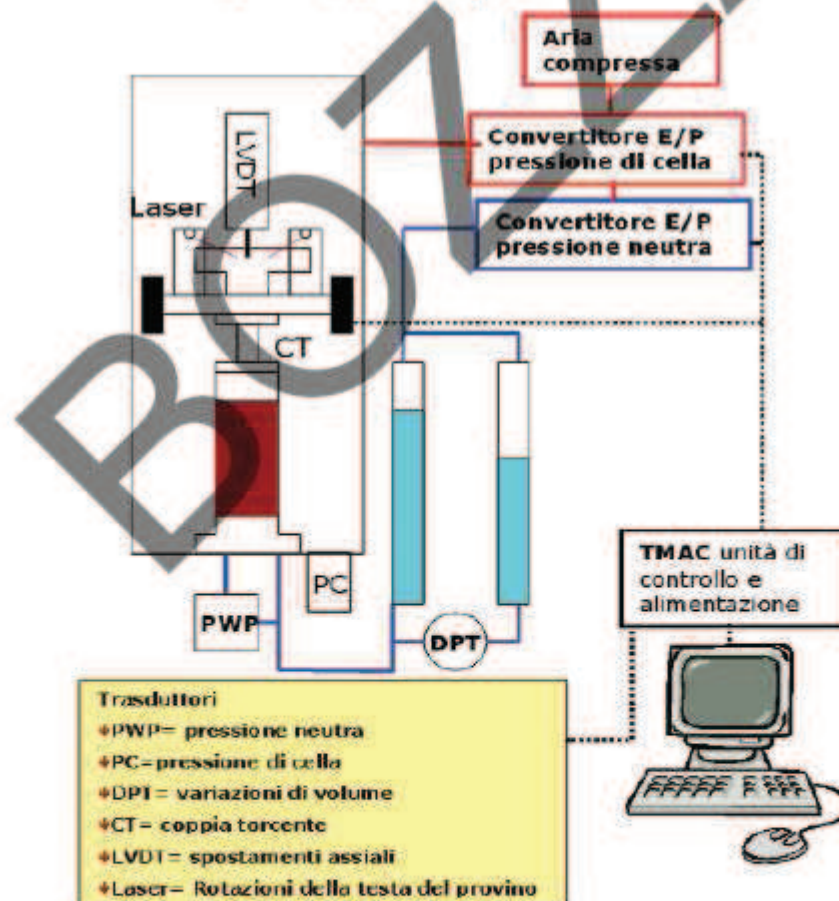 Aria
compressa
Convertitore E/P
pressione di cella
LVDT
Laser
Convertitore E/P
pressione neutra
CT
TMAC unità di
controllo e
alimentazione
PC
PWP
DPT
Trasduttori
PWP= pressione neutra
PC=pressione di cella
DPT= variazioni di volume
CT= coppia torcente
LVDT= spostamenti assiali
Laser= Rotazioni della testa del provino
BOZZ